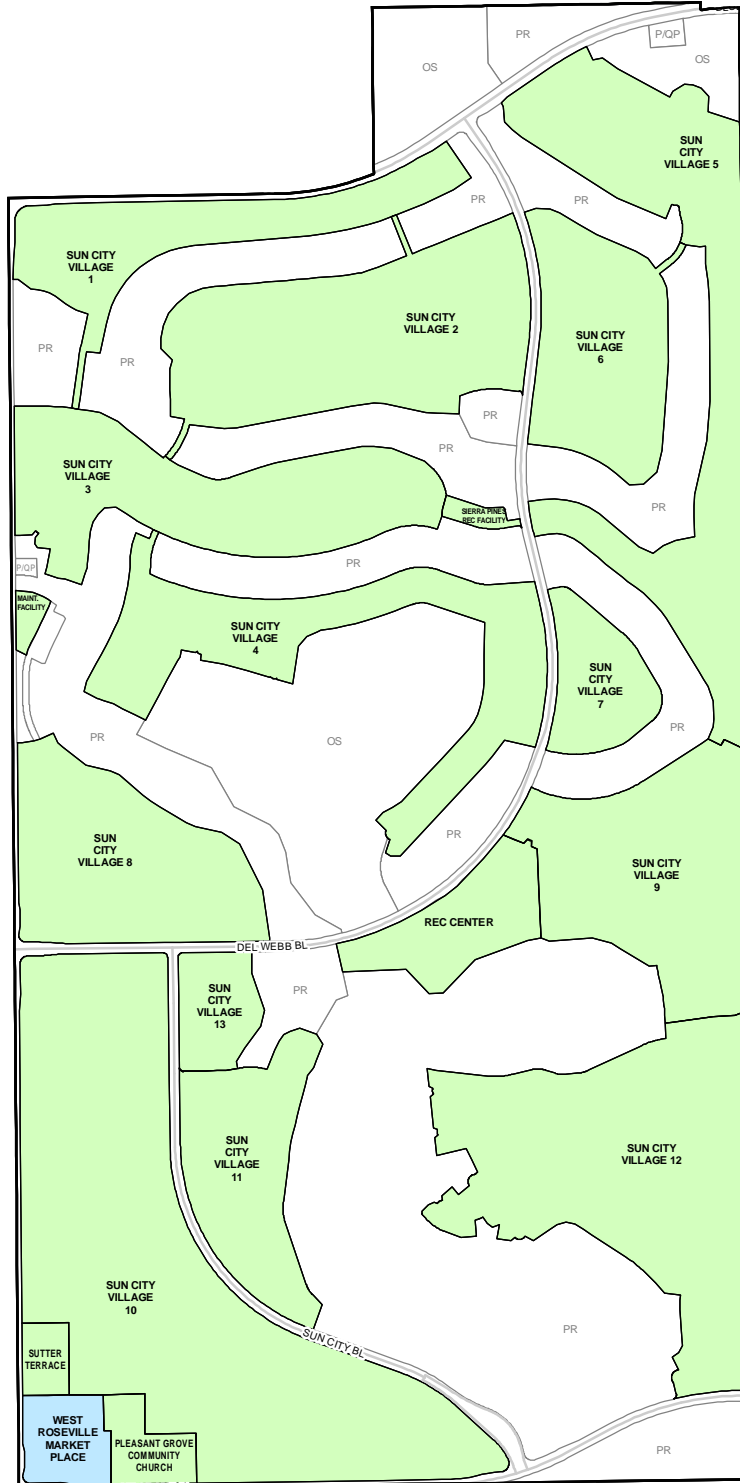 PR
P/QP
OS
OS
SUN
CITY
VILLAGE 5
PR
PR
SUN CITY
VILLAGE
1
SUN CITY
VILLAGE 2
SUN CITY
VILLAGE
6
PR
PR
PR
PR
SUN CITY
VILLAGE
3
SIERRA PINES
REC FACILITY
PR
P/QP
PR
MAINT.
FACILITY
SUN CITY
VILLAGE
4
SUN
CITY
VILLAGE
7
PR
PR
OS
SUN
CITY
VILLAGE 8
PR
SUN CITY
VILLAGE
9
REC CENTER
DEL WEBB BL
SUN
CITY
VILLAGE
13
PR
SUN
CITY
VILLAGE
11
SUN CITY
VILLAGE 12
SUN CITY
VILLAGE
10
SUN CITY BL
PR
SUTTER
TERRACE
WEST
ROSEVILLE
MARKET
PLACE
PLEASANT GROVE
COMMUNITY
CHURCH
PR